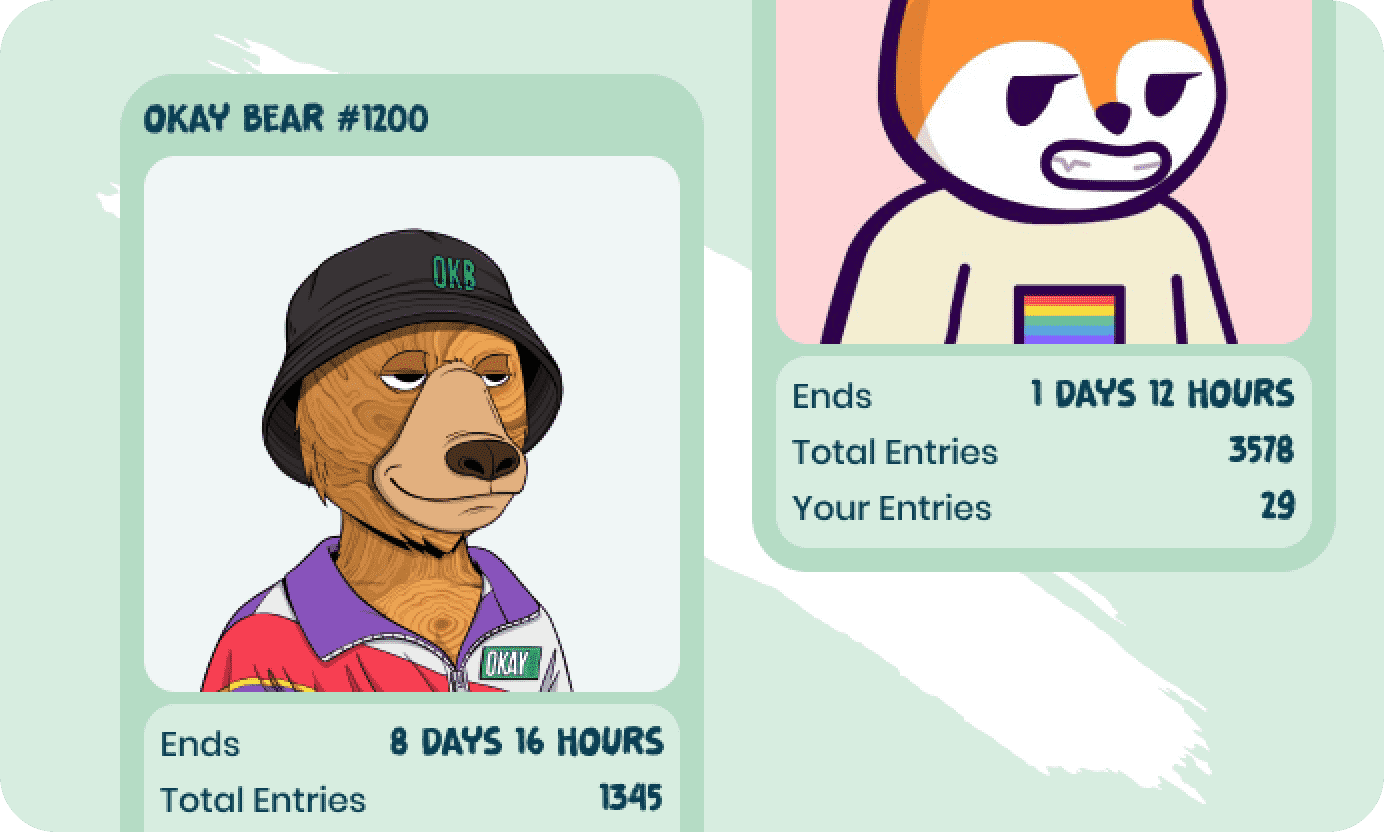 OKAY BEAR #1200
OKB
OKAY
Ends 8 DAYS 16 HOURS
Total Entries 1345
Ends 1 DAYS 12 HOURS
Total Entries 3578
Your Entries 29